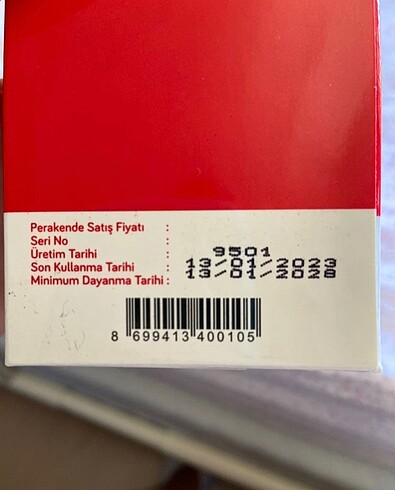 Perakende Satış Fiyatı :
Seri No :
Üretim Tarihi : 9501
Son Kullanma Tarihi : 13/01/2023
Minimum Dayanma Tarihi : 13/01/2028
8 699413 400105